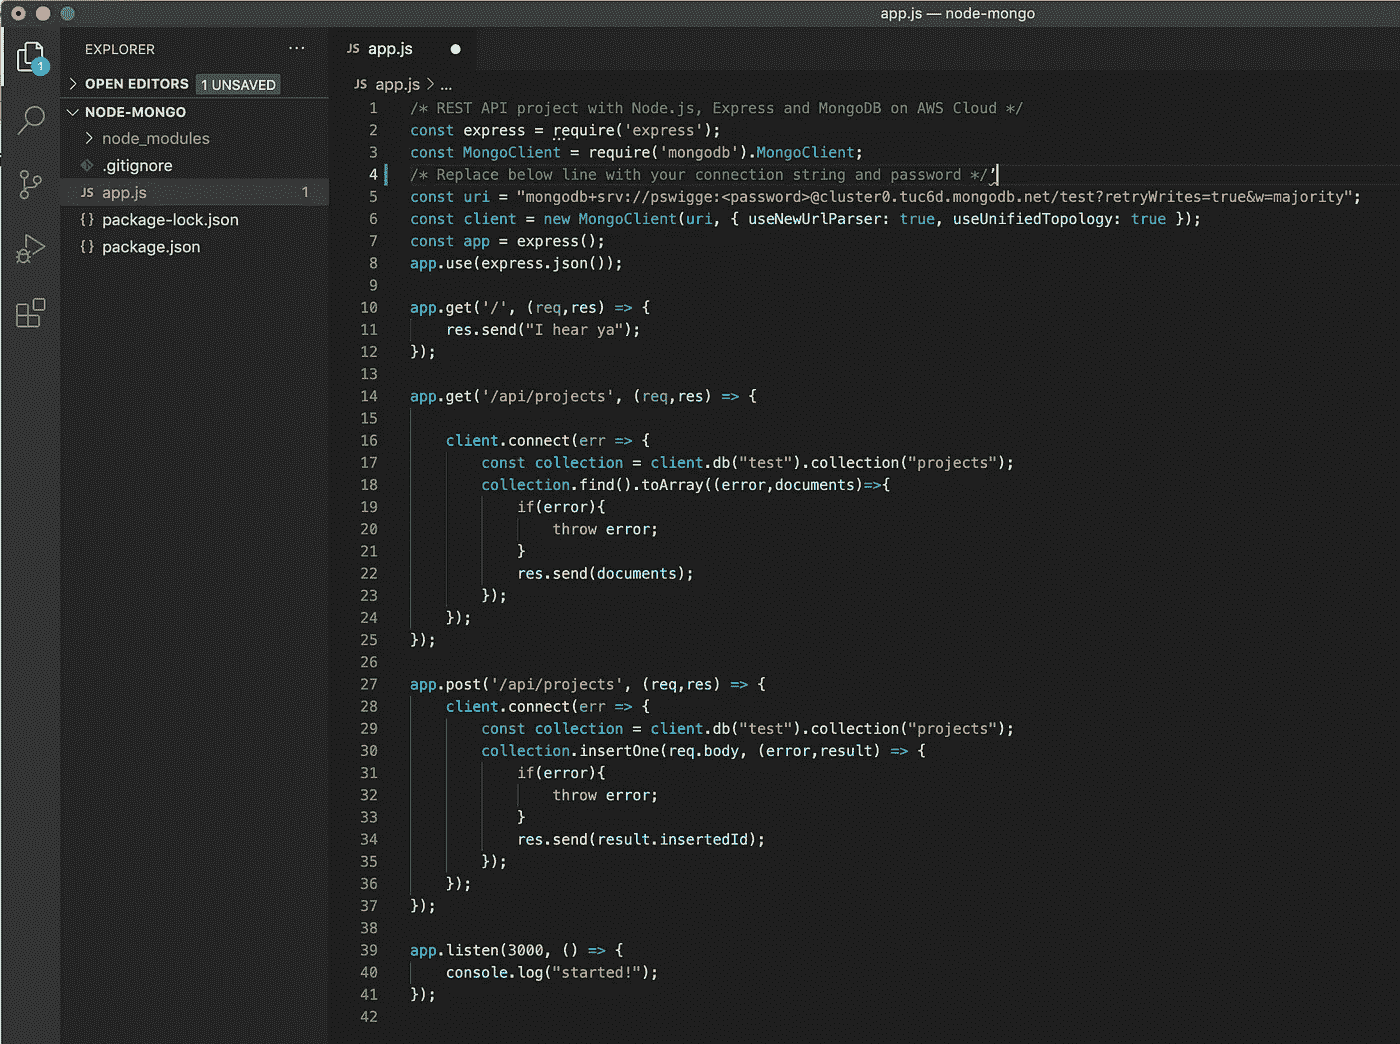 app.js — node-mongo
EXPLORER ···
1
OPEN EDITORS 1 UNSAVED
NODE-MONGO
node_modules
.gitignore
JS app.js 1
{} package-lock.json
{} package.json
JS app.js
JS app.js > ...
1 /* REST API project with Node.js, Express and MongoDB on AWS Cloud */
2 const express = require('express');
3 const MongoClient = require('mongodb').MongoClient;
4 /* Replace below line with your connection string and password */'
5 const uri = "mongodb+srv://pswigge:<password>@cluster0.tuc6d.mongodb.net/test?retryWrites=true&w=majority";
6 const client = new MongoClient(uri, { useNewUrlParser: true, useUnifiedTopology: true });
7 const app = express();
8 app.use(express.json());
9
10 app.get('/', (req,res) => {
11     res.send("I hear ya");
12 });
13
14 app.get('/api/projects', (req,res) => {
15
16     client.connect(err => {
17         const collection = client.db("test").collection("projects");
18         collection.find().toArray((error,documents)=>{
19             if(error){
20                 throw error;
21             }
22             res.send(documents);
23         });
24     });
25 });
26
27 app.post('/api/projects', (req,res) => {
28     client.connect(err => {
29         const collection = client.db("test").collection("projects");
30         collection.insertOne(req.body, (error,result) => {
31             if(error){
32                 throw error;
33             }
34             res.send(result.insertedId);
35         });
36     });
37 });
38
39 app.listen(3000, () => {
40     console.log("started!");
41 });
42